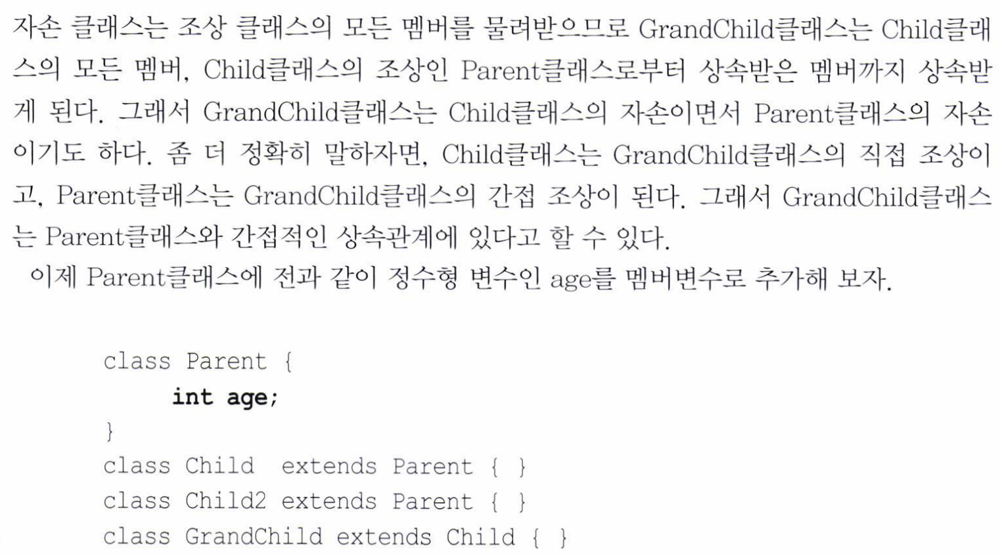 자손 클래스는 조상 클래스의 모든 멤버를 물려받으므로 GrandChild클래스는 Child클래
스의 모든 멤버, Child클래스의 조상인 Parent클래스로부터 상속받은 멤버까지 상속받
게 된다. 그래서 GrandChild클래스는 Child클래스의 자손이면서 Parent클래스의 자손
이기도 하다. 좀 더 정확히 말하자면, Child클래스는 GrandChild클래스의 직접 조상이
고, Parent클래스는 GrandChild클래스의 간접 조상이 된다. 그래서 GrandChild클래스
는 Parent클래스와 간접적인 상속관계에 있다고 할 수 있다.
이제 Parent클래스에 전과 같이 정수형 변수인 age를 멤버변수로 추가해 보자.
class Parent {
int age;
}
class Child  extends Parent { }
class Child2 extends Parent { }
class GrandChild extends Child { }